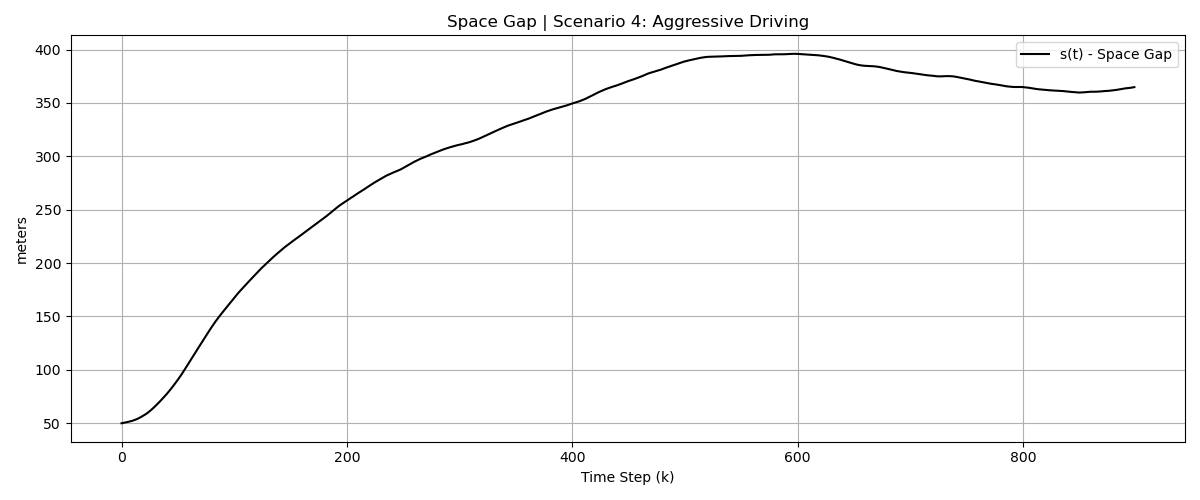 Space Gap | Scenario 4: Aggressive Driving
s(t) - Space Gap
meters
400
350
300
250
200
150
100
50
0 200 400 600 800
Time Step (k)